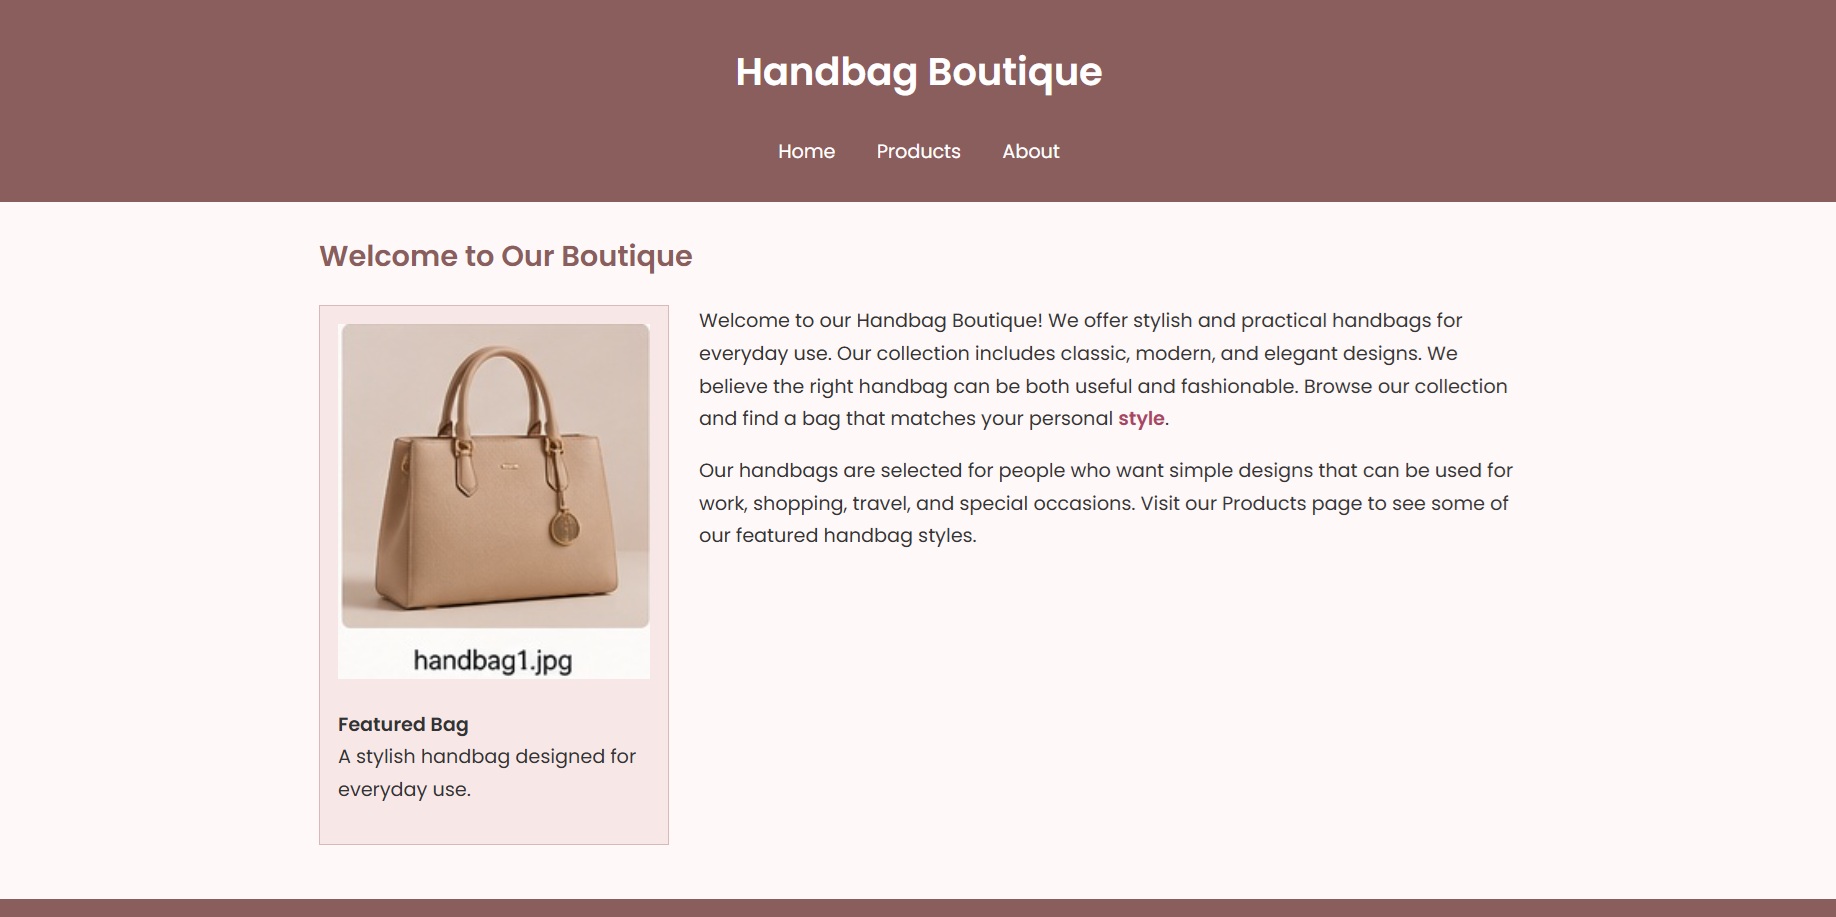 Handbag Boutique
Home Products About
Welcome to Our Boutique
handbag1.jpg
Featured Bag
A stylish handbag designed for
everyday use.
Welcome to our Handbag Boutique! We offer stylish and practical handbags for
everyday use. Our collection includes classic, modern, and elegant designs. We
believe the right handbag can be both useful and fashionable. Browse our collection
and find a bag that matches your personal style.
Our handbags are selected for people who want simple designs that can be used for
work, shopping, travel, and special occasions. Visit our Products page to see some of
our featured handbag styles.